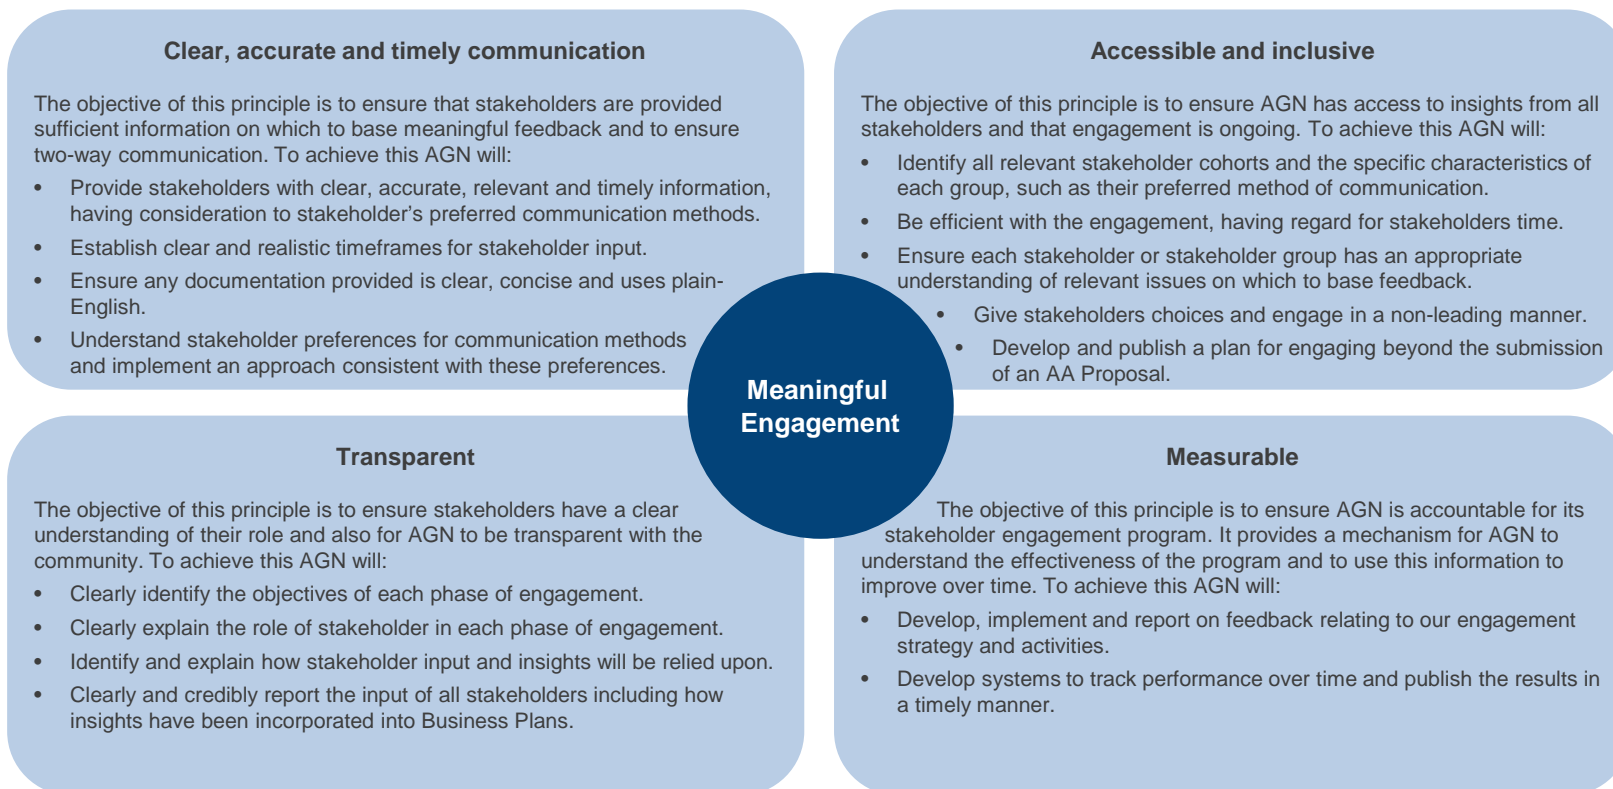 Clear, accurate and timely communication
The objective of this principle is to ensure that stakeholders are provided
sufficient information on which to base meaningful feedback and to ensure
two-way communication. To achieve this AGN will:
• Provide stakeholders with clear, accurate, relevant and timely information,
having consideration to stakeholder's preferred communication methods.
• Establish clear and realistic timeframes for stakeholder input.
• Ensure any documentation provided is clear, concise and uses plain-
English.
• Understand stakeholder preferences for communication methods
and implement an approach consistent with these preferences.
Accessible and inclusive
The objective of this principle is to ensure AGN has access to insights from all
stakeholders and that engagement is ongoing. To achieve this AGN will:
• Identify all relevant stakeholder cohorts and the specific characteristics of
each group, such as their preferred method of communication.
• Be efficient with the engagement, having regard for stakeholders time.
• Ensure each stakeholder or stakeholder group has an appropriate
understanding of relevant issues on which to base feedback.
• Give stakeholders choices and engage in a non-leading manner.
• Develop and publish a plan for engaging beyond the submission
of an AA Proposal.
Meaningful
Engagement
Transparent
The objective of this principle is to ensure stakeholders have a clear
understanding of their role and also for AGN to be transparent with the
community. To achieve this AGN will:
• Clearly identify the objectives of each phase of engagement.
• Clearly explain the role of stakeholder in each phase of engagement.
• Identify and explain how stakeholder input and insights will be relied upon.
• Clearly and credibly report the input of all stakeholders including how
insights have been incorporated into Business Plans.
Measurable
The objective of this principle is to ensure AGN is accountable for its
stakeholder engagement program. It provides a mechanism for AGN to
understand the effectiveness of the program and to use this information to
improve over time. To achieve this AGN will:
• Develop, implement and report on feedback relating to our engagement
strategy and activities.
• Develop systems to track performance over time and publish the results in
a timely manner.